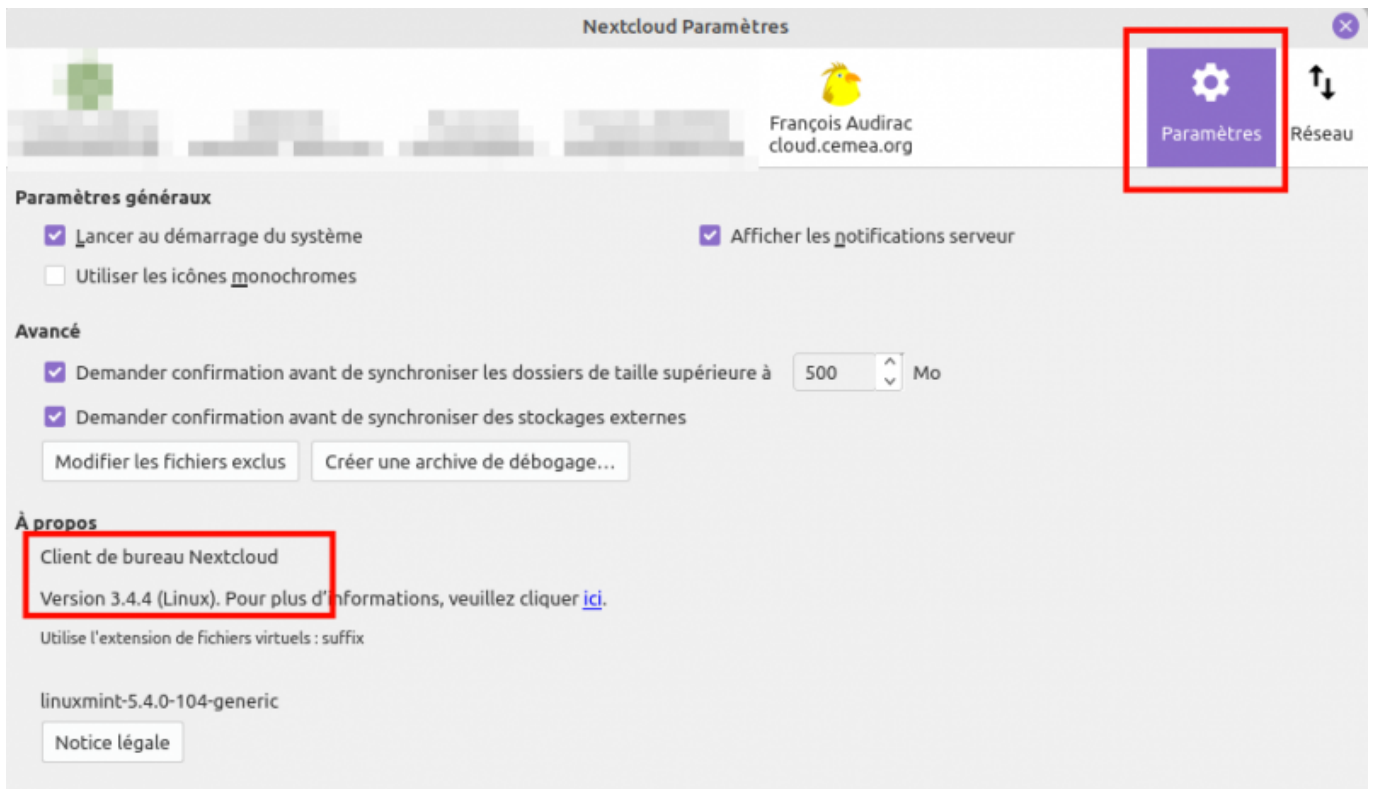 Nextcloud Paramètres
François Audirac
cloud.cemea.org
Paramètres
Réseau
Paramètres généraux
Lancer au démarrage du système
Afficher les notifications serveur
Utiliser les icônes monochromes
Avancé
Demander confirmation avant de synchroniser les dossiers de taille supérieure à 500 Mo
Demander confirmation avant de synchroniser des stockages externes
Modifier les fichiers exclus
Créer une archive de débogage…
À propos
Client de bureau Nextcloud
Version 3.4.4 (Linux). Pour plus d’informations, veuillez cliquer ici.
Utilise l'extension de fichiers virtuels : suffix
linuxmint-5.4.0-104-generic
Notice légale